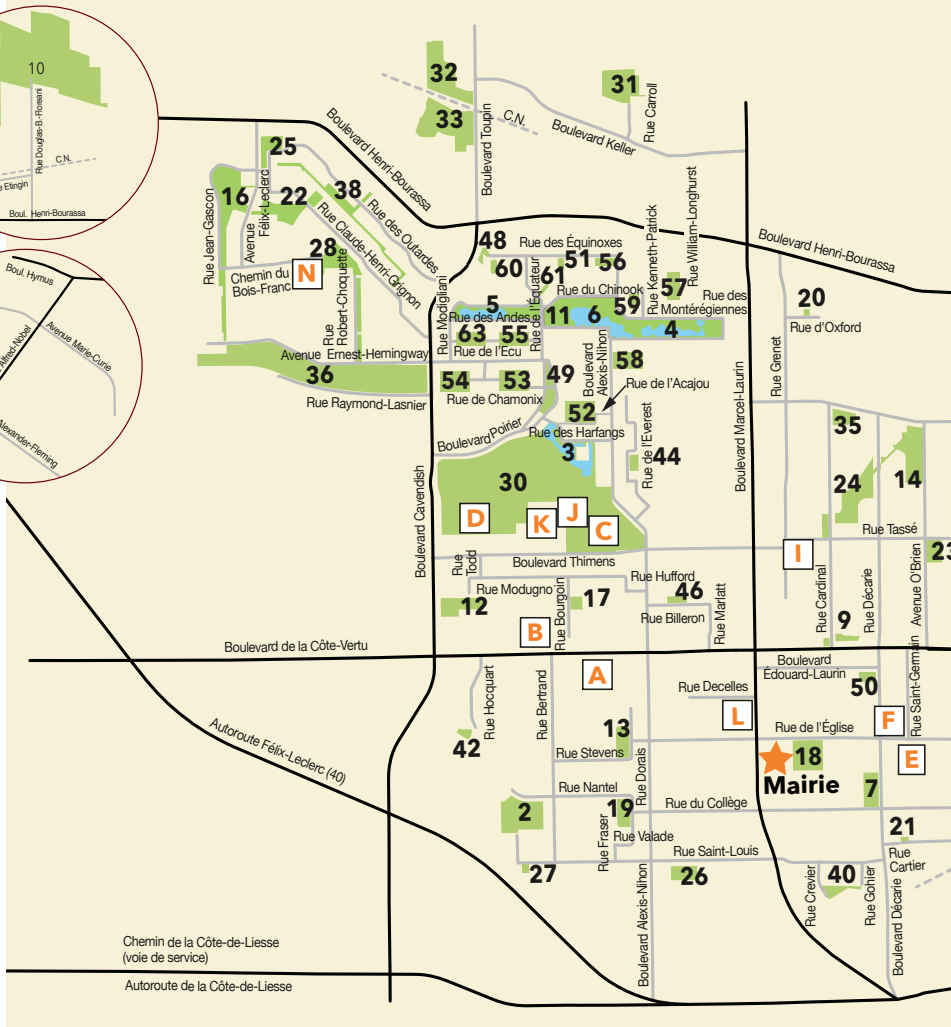 10
Rue Douglas-B.-Floreani
C.N.
e Etingin
Boul. Henri-Bourassa
Boul. Hymus
Alfred-Nobel
Avenue Marie-Curie
Alexander-Fleming
32
33
31
Rue Carroll
C.N.
Boulevard Keller
Boulevard Toupin
Boulevard Henri-Bourassa
25
16
22
38
28
N
Rue Jean-Gascon
Avenue
Félix-Leclerc
Rue des Outardes
Rue Claude-Henri-Grignon
Chemin du
Bois-Franc
Rue
Robert-Choquette
Avenue Ernest-Hemingway
36
Rue Raymond-Lasnier
Rue Modigliani
48
Rue des Équinoxes
60
51
56
61
Rue de l'Équateur
Rue du Chinook
Rue Kenneth-Patrick
Rue William-Longhurst
57
59
Rue des
Montérégiennes
Boulevard Henri-Bourassa
20
Rue d'Oxford
Rue Grenet
5
Rue des Andes
11
6
4
63
55
Rue de l'Écu
58
54
53
49
Rue de Chamonix
Boulevard
Alexis-Nihon
Rue de l'Acajou
52
Boulevard Poirier
Rue des Harfangs
3
Rue de l'Everest
44
30
D
K
J
C
Boulevard Cavendish
Boulevard Marcel-Laurin
35
24
14
Rue Tassé
I
23
Rue
Todd
Boulevard Thimens
Rue Modugno
Rue Hufford
12
17
46
Rue Billeron
Rue Marlatt
Rue Bourgoin
B
Rue Cardinal
Rue Décarie
Avenue O'Brien
9
Boulevard de la Côte-Vertu
Boulevard
Édouard-Laurin
50
Rue Saint-Germain
A
Rue Decelles
L
F
Rue de l'Église
E
Rue Hocquart
Rue Bertrand
42
13
Rue Stevens
Rue Dorais
18
Mairie
7
Autoroute Félix-Leclerc (40)
Rue Nantel
2
19
Rue du Collège
Rue Fraser
Rue Valade
21
Rue Saint-Louis
Rue
Cartier
27
26
40
Rue Crevier
Rue Gohier
Boulevard Alexis-Nihon
Boulevard Décarie
Chemin de la Côte-de-Liesse
(voie de service)
Autoroute de la Côte-de-Liesse